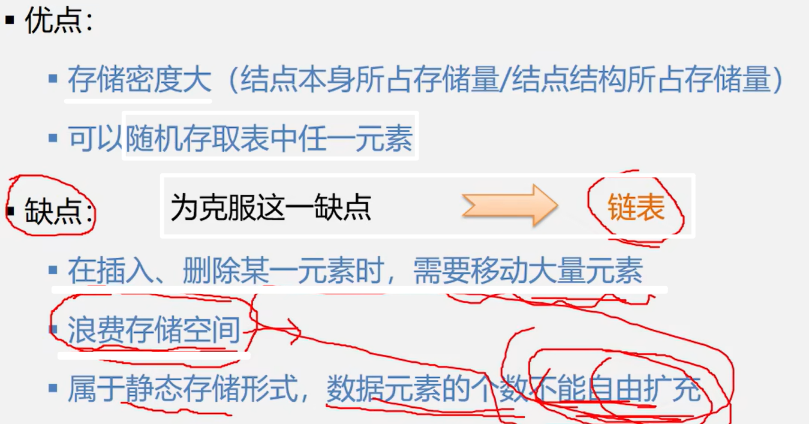 ▪ 优点：
▪ 存储密度大（结点本身所占存储量/结点结构所占存储量）
▪ 可以随机存取表中任一元素
▪ 缺点： 为克服这一缺点 链表
▪ 在插入、删除某一元素时，需要移动大量元素
▪ 浪费存储空间
▪ 属于静态存储形式，数据元素的个数不能自由扩充